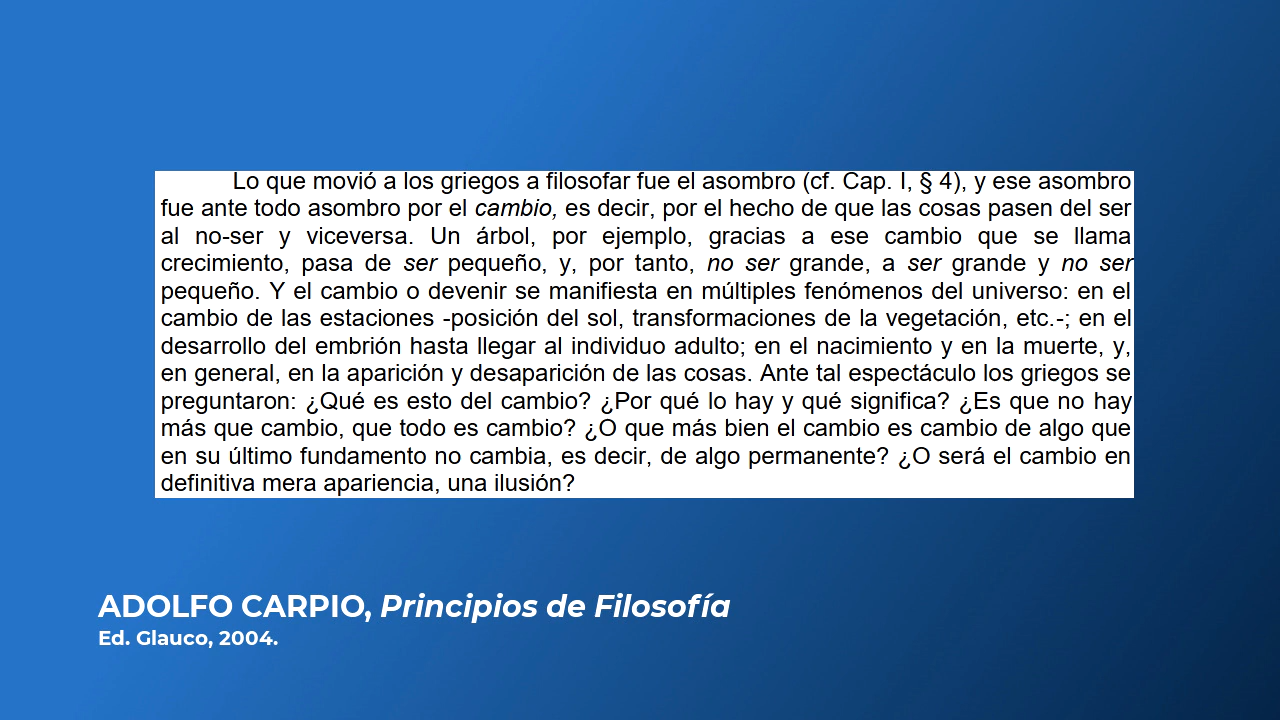 Lo que movió a los griegos a filosofar fue el asombro (cf. Cap. I, § 4), y ese asombro
fue ante todo asombro por el cambio, es decir, por el hecho de que las cosas pasen del ser
al no-ser y viceversa. Un árbol, por ejemplo, gracias a ese cambio que se llama
crecimiento, pasa de ser pequeño, y, por tanto, no ser grande, a ser grande y no ser
pequeño. Y el cambio o devenir se manifiesta en múltiples fenómenos del universo: en el
cambio de las estaciones -posición del sol, transformaciones de la vegetación, etc.-; en el
desarrollo del embrión hasta llegar al individuo adulto; en el nacimiento y en la muerte, y,
en general, en la aparición y desaparición de las cosas. Ante tal espectáculo los griegos se
preguntaron: ¿Qué es esto del cambio? ¿Por qué lo hay y qué significa? ¿Es que no hay
más que cambio, que todo es cambio? ¿O que más bien el cambio es cambio de algo que
en su último fundamento no cambia, es decir, de algo permanente? ¿O será el cambio en
definitiva mera apariencia, una ilusión?
ADOLFO CARPIO, Principios de Filosofía
Ed. Glauco, 2004.